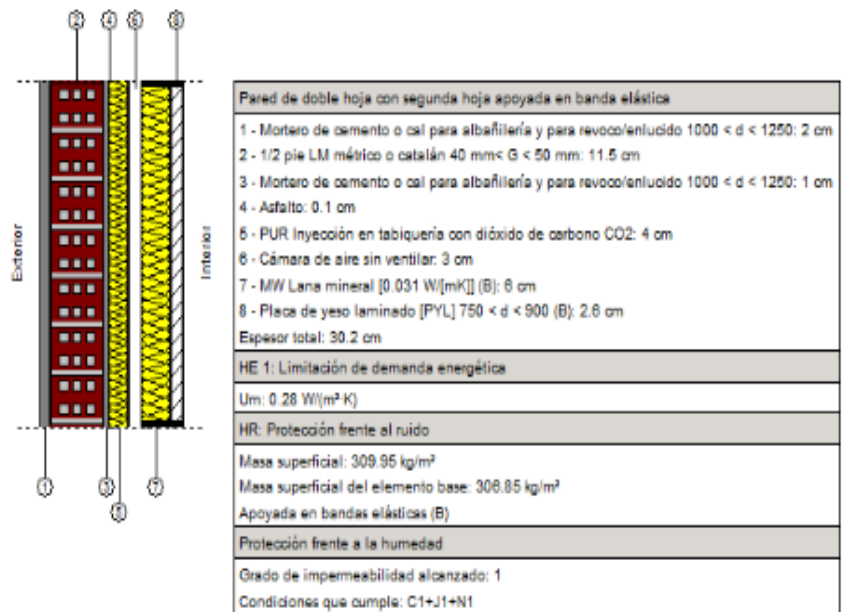 2 4 6 8
Exterior
Interior
1 3 5 7
Pared de doble hoja con segunda hoja apoyada en banda elástica
1 - Mortero de cemento o cal para albañilería y para revoco/enlucido 1000 < d < 1250: 2 cm
2 - 1/2 pie LM métrico o catalán 40 mm< G < 50 mm: 11.5 cm
3 - Mortero de cemento o cal para albañilería y para revoco/enlucido 1000 < d < 1250: 1 cm
4 - Asfalto: 0.1 cm
5 - PUR Inyección en tabiquería con dióxido de carbono CO2: 4 cm
6 - Cámara de aire sin ventilar: 3 cm
7 - MW Lana mineral [0.031 W/[mK]] (B): 6 cm
8 - Placa de yeso laminado [PYL] 750 < d < 900 (B): 2.6 cm
Espesor total: 30.2 cm
HE 1: Limitación de demanda energética
Um: 0.28 W/(m² K)
HR: Protección frente al ruido
Masa superficial: 309.95 kg/m²
Masa superficial del elemento base: 306.85 kg/m²
Apoyada en bandas elásticas (B)
Protección frente a la humedad
Grado de impermeabilidad alcanzado: 1
Condiciones que cumple: C1+J1+N1